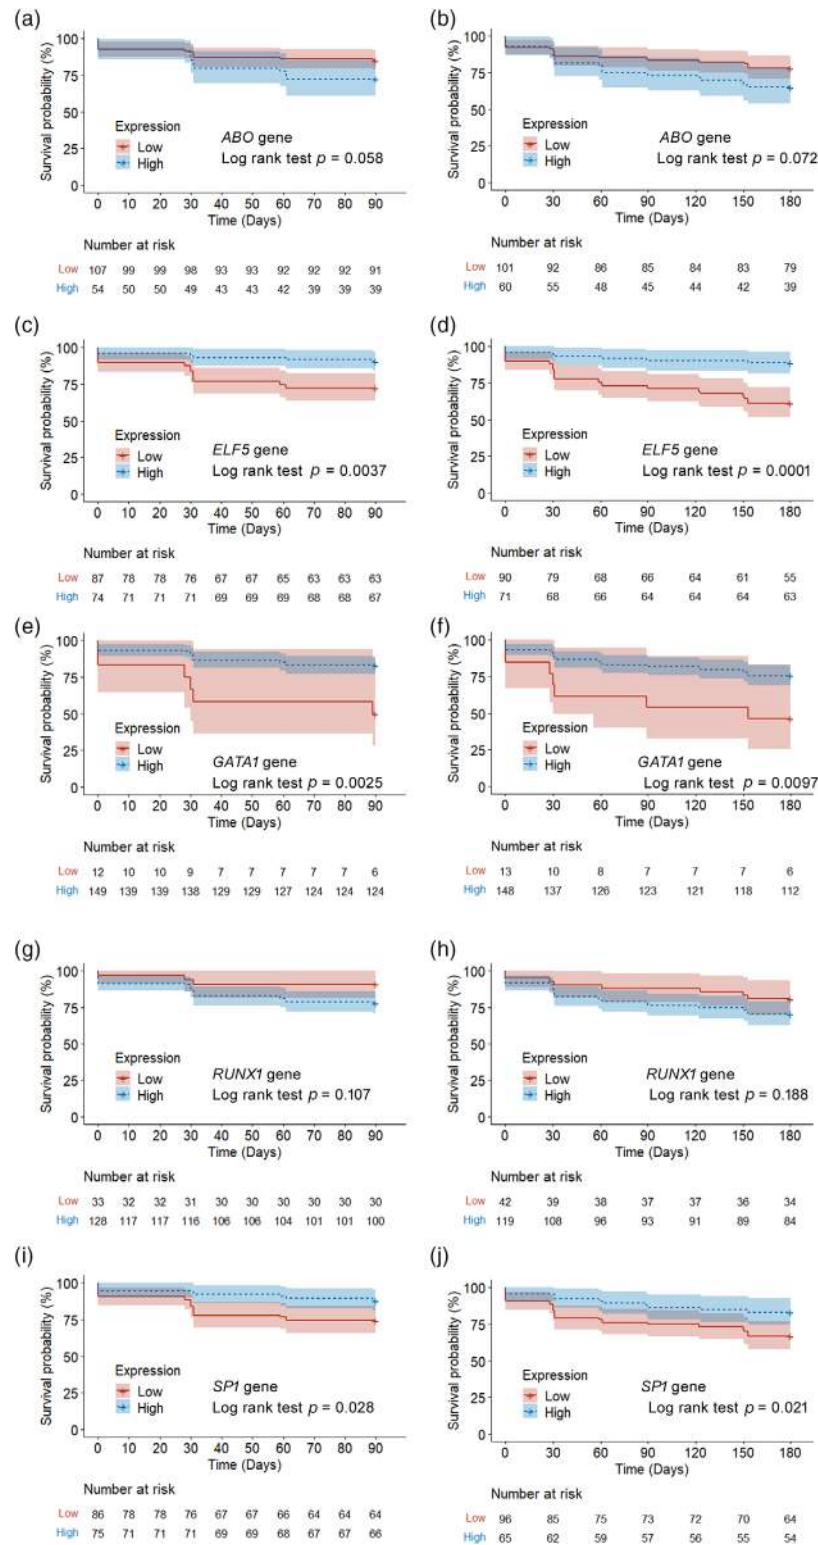 (a)
Survival probability (%)
100
75
50
25
0
Expression
Low
High
ABO gene
Log rank test p = 0.058
0 10 20 30 40 50 60 70 80 90
Time (Days)
Number at risk
Low 107 99 99 98 93 93 92 92 92 91
High 54 50 50 49 43 43 42 39 39 39
(b)
Survival probability (%)
100
75
50
25
0
Expression
Low
High
ABO gene
Log rank test p = 0.072
0 30 60 90 120 150 180
Time (Days)
Number at risk
Low 101 92 86 85 84 83 79
High 60 55 48 45 44 42 39
(c)
Survival probability (%)
100
75
50
25
0
Expression
Low
High
ELF5 gene
Log rank test p = 0.0037
0 10 20 30 40 50 60 70 80 90
Time (Days)
Number at risk
Low 87 78 78 76 67 67 65 63 63 63
High 74 71 71 71 69 69 69 68 68 67
(d)
Survival probability (%)
100
75
50
25
0
Expression
Low
High
ELF5 gene
Log rank test p = 0.0001
0 30 60 90 120 150 180
Time (Days)
Number at risk
Low 90 79 68 66 64 61 55
High 71 68 66 64 64 64 63
(e)
Survival probability (%)
100
75
50
25
0
Expression
Low
High
GATA1 gene
Log rank test p = 0.0025
0 10 20 30 40 50 60 70 80 90
Time (Days)
Number at risk
Low 12 10 10 9 7 7 7 7 7 6
High 149 139 139 138 129 129 127 124 124 124
(f)
Survival probability (%)
100
75
50
25
0
Expression
Low
High
GATA1 gene
Log rank test p = 0.0097
0 30 60 90 120 150 180
Time (Days)
Number at risk
Low 13 10 8 7 7 7 6
High 148 137 126 123 121 118 112
(g)
Survival probability (%)
100
75
50
25
0
Expression
Low
High
RUNX1 gene
Log rank test p = 0.107
0 10 20 30 40 50 60 70 80 90
Time (Days)
Number at risk
Low 33 32 32 31 30 30 30 30 30 30
High 128 117 117 116 106 106 104 101 101 100
(h)
Survival probability (%)
100
75
50
25
0
Expression
Low
High
RUNX1 gene
Log rank test p = 0.188
0 30 60 90 120 150 180
Time (Days)
Number at risk
Low 42 39 38 37 37 36 34
High 119 108 96 93 91 89 84
(i)
Survival probability (%)
100
75
50
25
0
Expression
Low
High
SP1 gene
Log rank test p = 0.028
0 10 20 30 40 50 60 70 80 90
Time (Days)
Number at risk
Low 86 78 78 76 67 67 66 64 64 64
High 75 71 71 71 69 69 68 67 67 66
(j)
Survival probability (%)
100
75
50
25
0
Expression
Low
High
SP1 gene
Log rank test p = 0.021
0 30 60 90 120 150 180
Time (Days)
Number at risk
Low 96 85 75 73 72 70 64
High 65 62 59 57 56 55 54